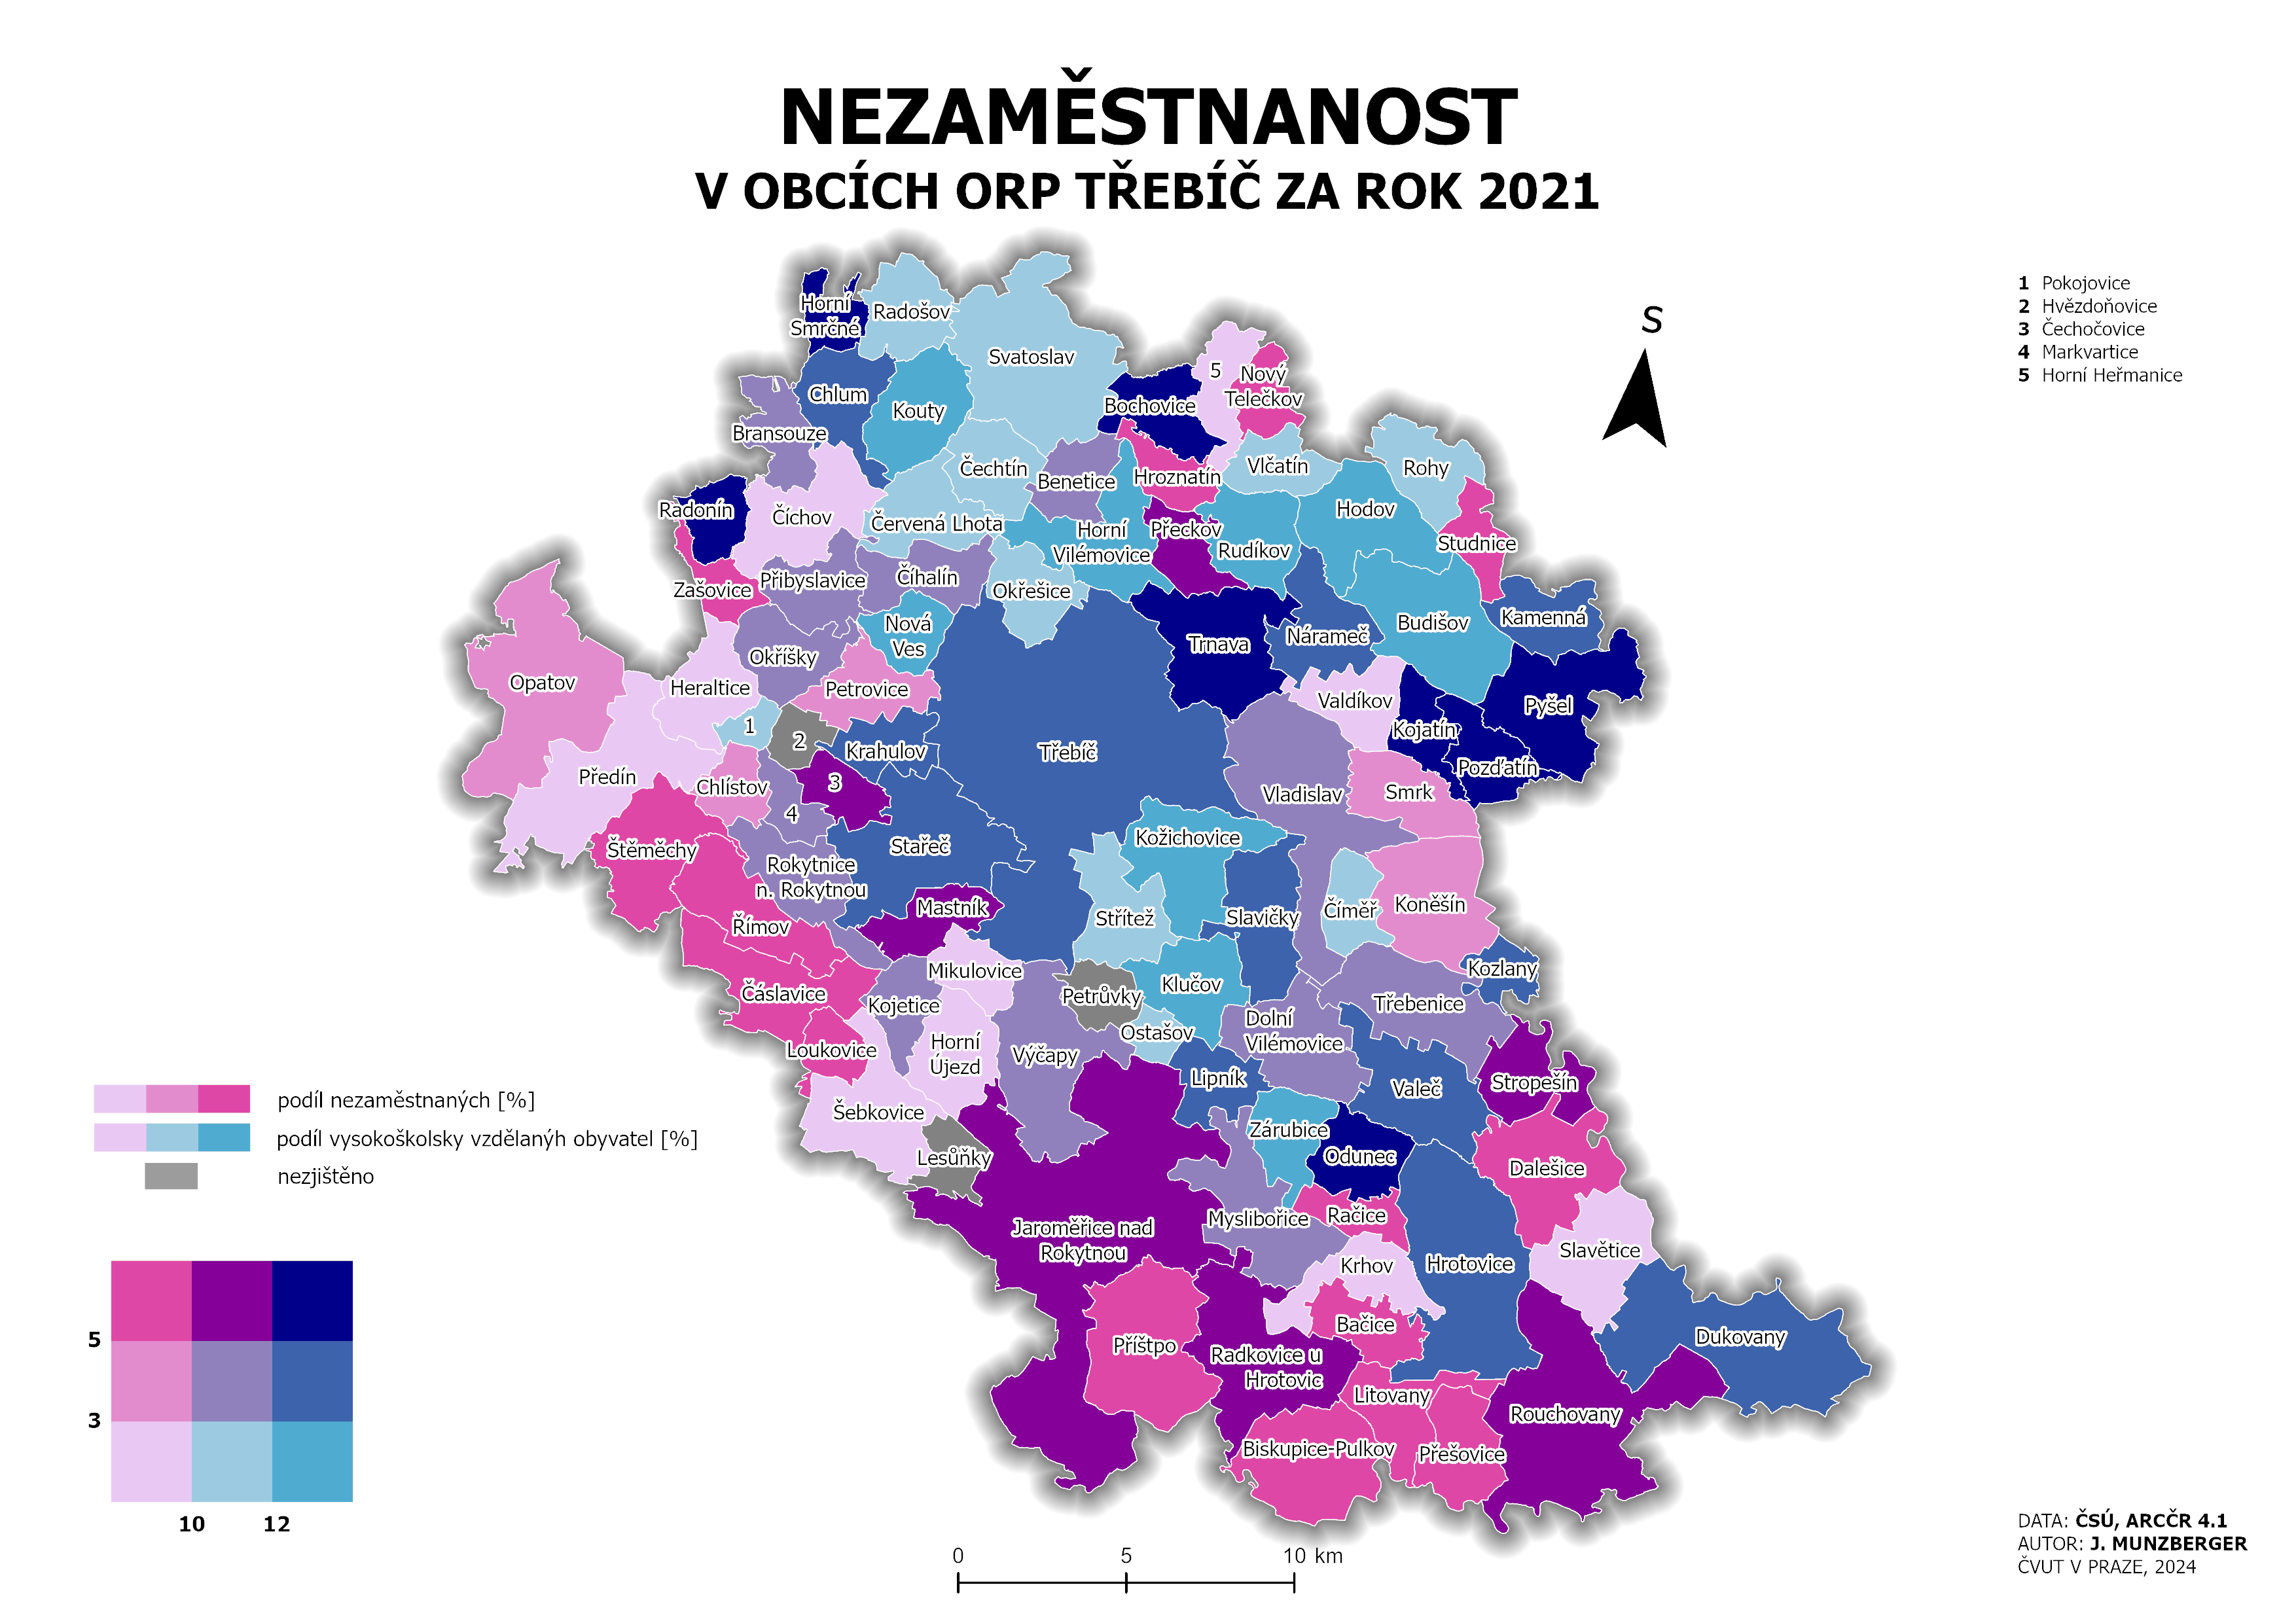 NEZAMĚSTNANOST
V OBCÍCH ORP TŘEBÍČ ZA ROK 2021
1 Pokojovice
2 Hvězdoňovice
3 Čechočovice
4 Markvartice
5 Horní Heřmanice
S
Horní
Smrčné
Radošov
Svatoslav
Chlum
Kouty
Bochovice
5
Nový
Telečkov
Bransouze
Čechtín
Benetice
Hroznatín
Vlčatín
Rohy
Radonín
Číchov
Červená Lhota
Horní
Vilémovice
Přeckov
Rudíkov
Hodov
Studnice
Zašovice
Přibyslavice
Číhalín
Okřešice
Nová
Ves
Trnava
Nárameč
Budišov
Kamenná
Okříšky
Opatov
Heraltice
Petrovice
Valdíkov
Pyšel
1
2
Krahulov
Třebíč
Kojatín
Pozďatín
Předín
Chlístov
3
4
Vladislav
Smrk
Štěměchy
Stařeč
Kožichovice
Rokytnice
n. Rokytnou
Mastník
Střítež
Slavičky
Číměř
Koněšín
Římov
Mikulovice
Kozlany
Čáslavice
Kojetice
Petrůvky
Klučov
Třebenice
Loukovice
Horní
Újezd
Výčapy
Ostašov
Dolní
Vilémovice
Lipník
Valeč
Stropešín
Šebkovice
Zárubice
Lesůňky
Odunec
Dalešice
Jaroměřice nad
Rokytnou
Myslibořice
Račice
Krhov
Hrotovice
Slavětice
Příštpo
Bačice
Radkovice u
Hrotovic
Dukovany
Litovany
Rouchovany
Biskupice-Pulkov
Přešovice
podíl nezaměstnaných [%]
podíl vysokoškolsky vzdělanýh obyvatel [%]
nezjištěno
5
3
10 12
0 5 10 km
DATA: ČSÚ, ARCČR 4.1
AUTOR: J. MUNZBERGER
ČVUT V PRAZE, 2024